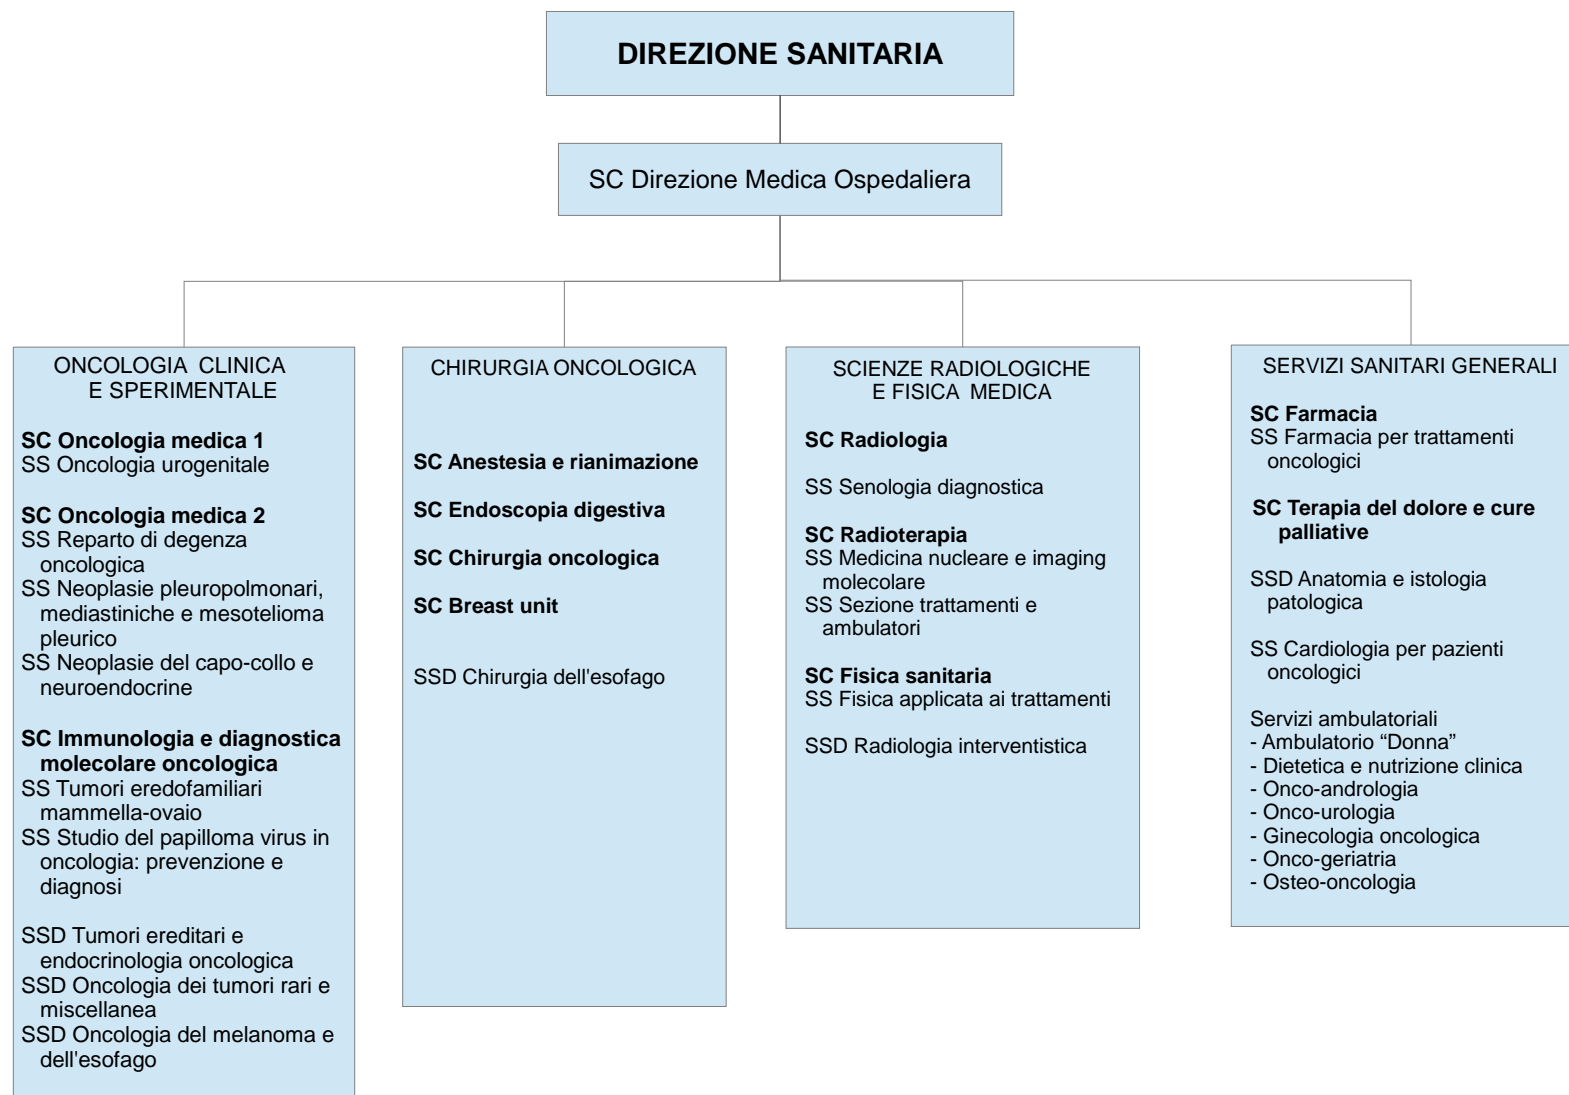 DIREZIONE SANITARIA
SC Direzione Medica Ospedaliera
ONCOLOGIA CLINICA
E SPERIMENTALE
SC Oncologia medica 1
SS Oncologia urogenitale
SC Oncologia medica 2
SS Reparto di degenza
oncologica
SS Neoplasie pleuropolmonari,
mediastiniche e mesotelioma
pleurico
SS Neoplasie del capo-collo e
neuroendocrine
SC Immunologia e diagnostica
molecolare oncologica
SS Tumori eredofamiliari
mammella-ovaio
SS Studio del papilloma virus in
oncologia: prevenzione e
diagnosi
SSD Tumori ereditari e
endocrinologia oncologica
SSD Oncologia dei tumori rari e
miscellanea
SSD Oncologia del melanoma e
dell'esofago
CHIRURGIA ONCOLOGICA
SC Anestesia e rianimazione
SC Endoscopia digestiva
SC Chirurgia oncologica
SC Breast unit
SSD Chirurgia dell'esofago
SCIENZE RADIOLOGICHE
E FISICA MEDICA
SC Radiologia
SS Senologia diagnostica
SC Radioterapia
SS Medicina nucleare e imaging
molecolare
SS Sezione trattamenti e
ambulatori
SC Fisica sanitaria
SS Fisica applicata ai trattamenti
SSD Radiologia interventistica
SERVIZI SANITARI GENERALI
SC Farmacia
SS Farmacia per trattamenti
oncologici
SC Terapia del dolore e cure
palliative
SSD Anatomia e istologia
patologica
SS Cardiologia per pazienti
oncologici
Servizi ambulatoriali
- Ambulatorio “Donna”
- Dietetica e nutrizione clinica
- Onco-andrologia
- Onco-urologia
- Ginecologia oncologica
- Onco-geriatria
- Osteo-oncologia